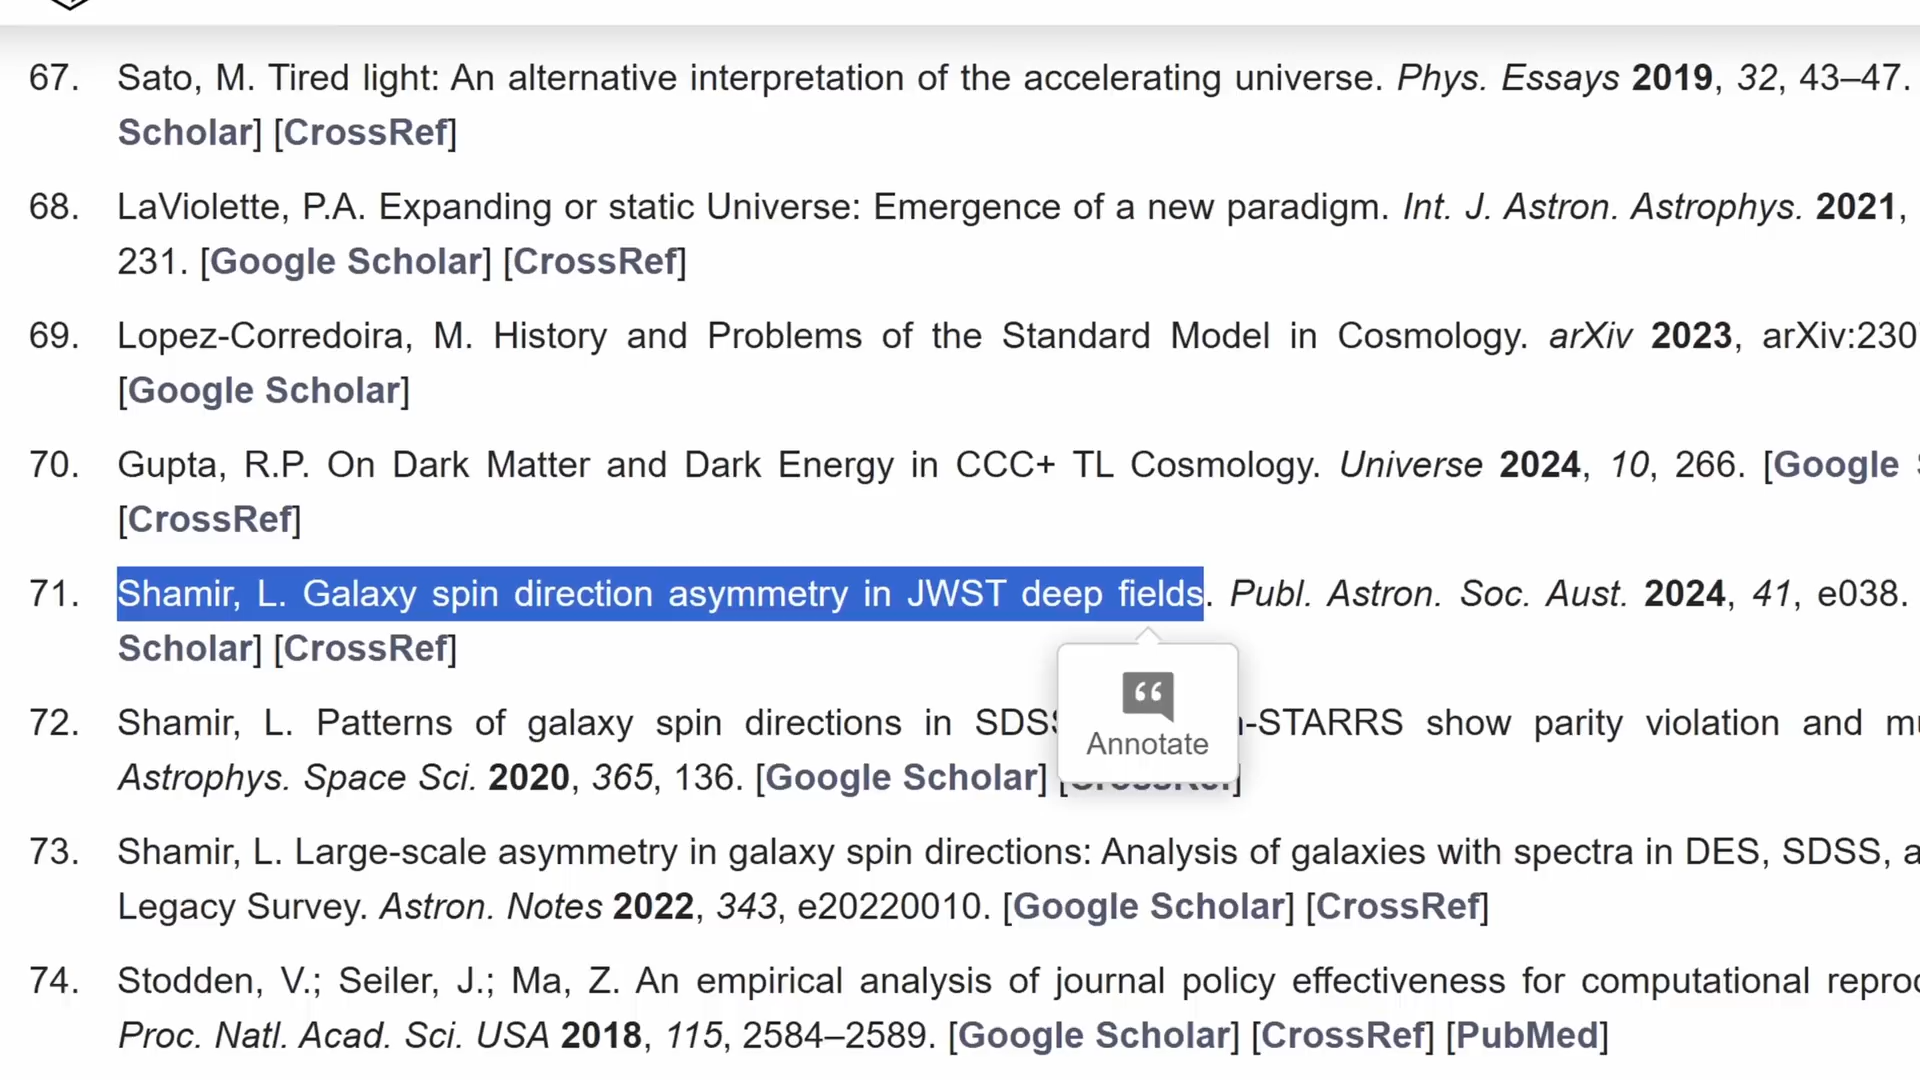 67. Sato, M. Tired light: An alternative interpretation of the accelerating universe. Phys. Essays 2019, 32, 43–47.
Scholar] [CrossRef]
68. LaViolette, P.A. Expanding or static Universe: Emergence of a new paradigm. Int. J. Astron. Astrophys. 2021,
231. [Google Scholar] [CrossRef]
69. Lopez-Corredoira, M. History and Problems of the Standard Model in Cosmology. arXiv 2023, arXiv:230
[Google Scholar]
70. Gupta, R.P. On Dark Matter and Dark Energy in CCC+ TL Cosmology. Universe 2024, 10, 266. [Google
[CrossRef]
71. Shamir, L. Galaxy spin direction asymmetry in JWST deep fields. Publ. Astron. Soc. Aust. 2024, 41, e038.
Scholar] [CrossRef]
72. Shamir, L. Patterns of galaxy spin directions in SDSS -STARRS show parity violation and
Annotate
Astrophys. Space Sci. 2020, 365, 136. [Google Scholar] [CrossRef]
73. Shamir, L. Large-scale asymmetry in galaxy spin directions: Analysis of galaxies with spectra in DES, SDSS,
Legacy Survey. Astron. Notes 2022, 343, e20220010. [Google Scholar] [CrossRef]
74. Stodden, V.; Seiler, J.; Ma, Z. An empirical analysis of journal policy effectiveness for computational
Proc. Natl. Acad. Sci. USA 2018, 115, 2584–2589. [Google Scholar] [CrossRef] [PubMed]